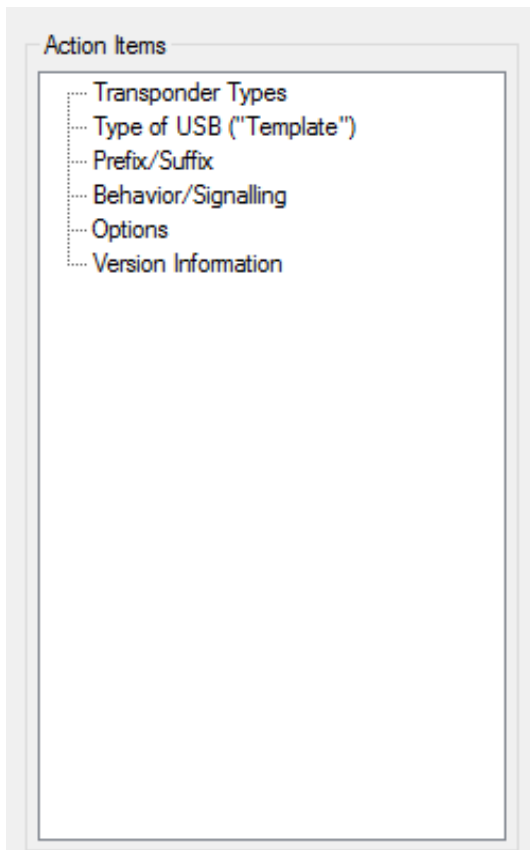 Action Items
Transponder Types
Type of USB ("Template")
Prefix/Suffix
Behavior/Signalling
Options
Version Information